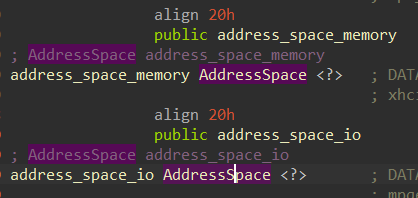 align 20h
public address_space_memory
; AddressSpace address_space_memory
address_space_memory AddressSpace <?> ; DATA
; xhci
align 20h
public address_space_io
; AddressSpace address_space_io
address_space_io AddressSpace <?> ; DATA